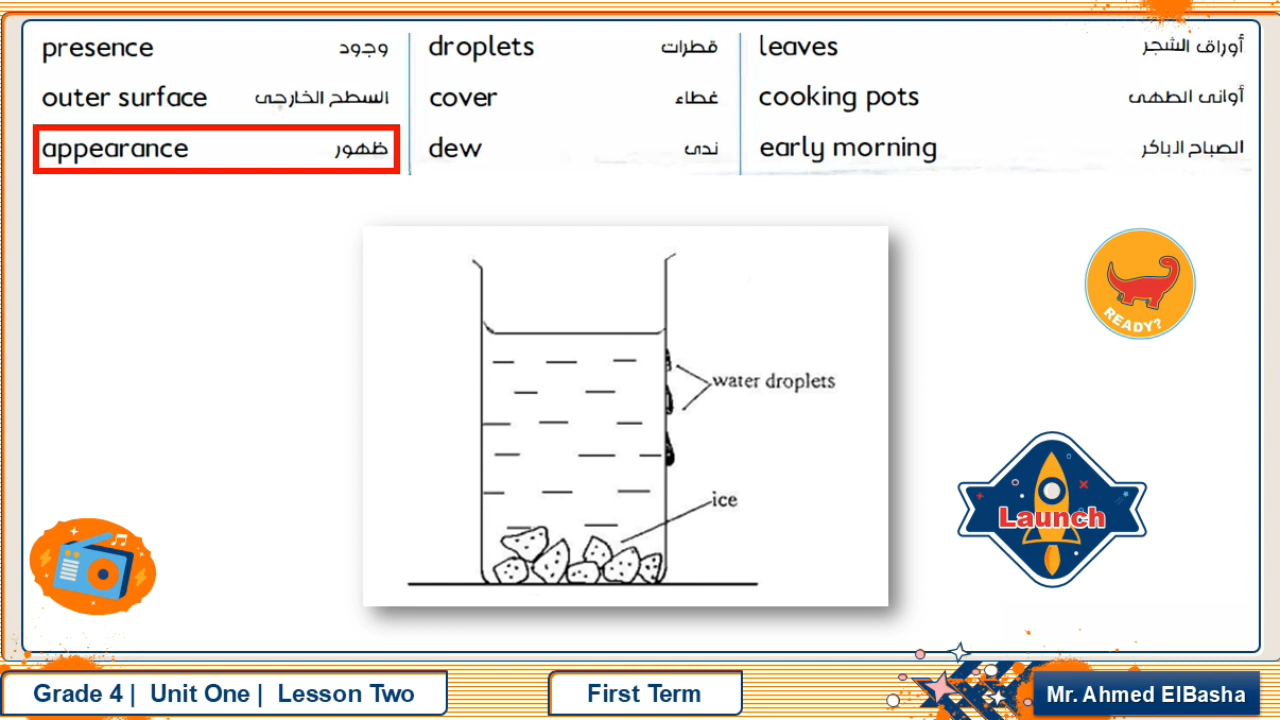 presence وجود
outer surface السطح الخارجى
appearance ظهور
droplets قطرات
cover غطاء
dew ندى
leaves أوراق الشجر
cooking pots أوانى الطهى
early morning الصباح الباكر
READY?
water droplets
ice
Launch
Grade 4 | Unit One | Lesson Two
First Term
Mr. Ahmed ElBasha